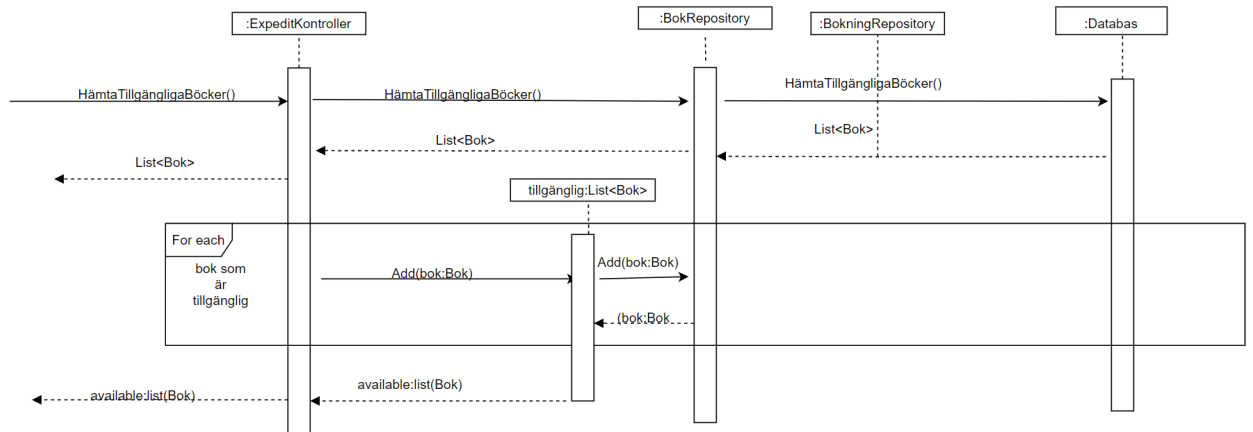 :ExpeditKontroller
:BokRepository
:BokningRepository
:Databas
HämtaTillgängligaBöcker()
HämtaTillgängligaBöcker()
HämtaTillgängligaBöcker()
List<Bok>
List<Bok>
List<Bok>
tillgänglig:List<Bok>
For each
bok som
är
tillgänglig
Add(bok:Bok)
Add(bok:Bok)
(bok:Bok
available:list(Bok)
available:list(Bok)